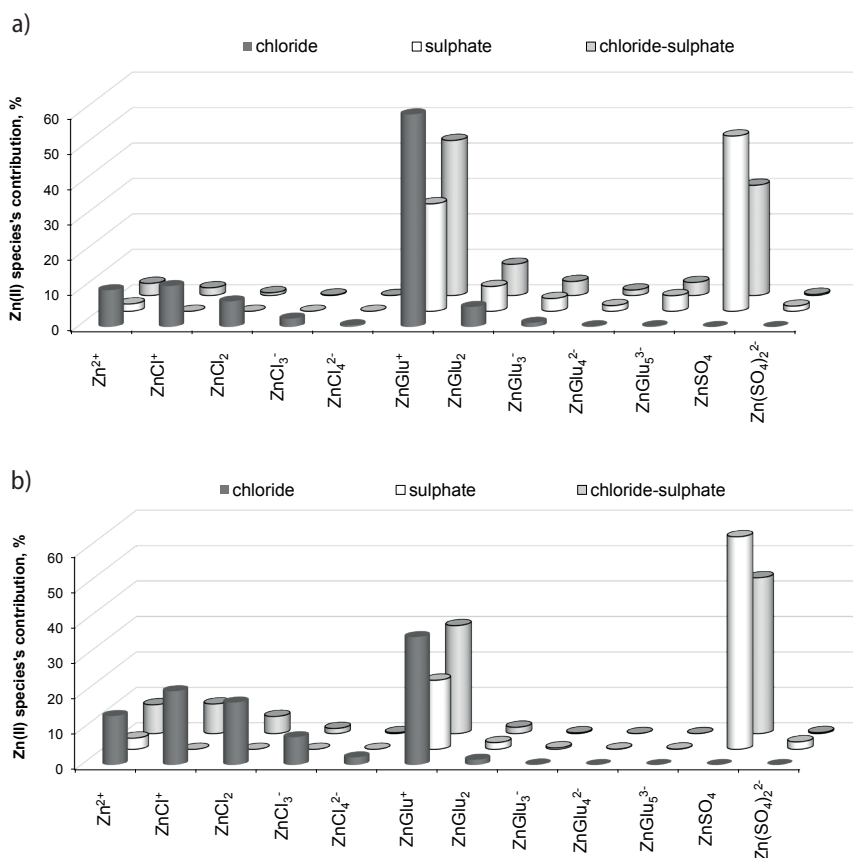 a)
chloride sulphate chloride-sulphate
Zn(II) species's contribution, %
60
50
40
30
20
10
0
Zn²⁺ ZnCl⁺ ZnCl₂ ZnCl₃⁻ ZnCl₄²⁻ ZnGlu⁺ ZnGlu₂ ZnGlu₃⁻ ZnGlu₄²⁻ ZnGlu₅³⁻ ZnSO₄ Zn(SO₄)₂²⁻
b)
chloride sulphate chloride-sulphate
Zn(II) species's contribution, %
60
50
40
30
20
10
0
Zn²⁺ ZnCl⁺ ZnCl₂ ZnCl₃⁻ ZnCl₄²⁻ ZnGlu⁺ ZnGlu₂ ZnGlu₃⁻ ZnGlu₄²⁻ ZnGlu₅³⁻ ZnSO₄ Zn(SO₄)₂²⁻